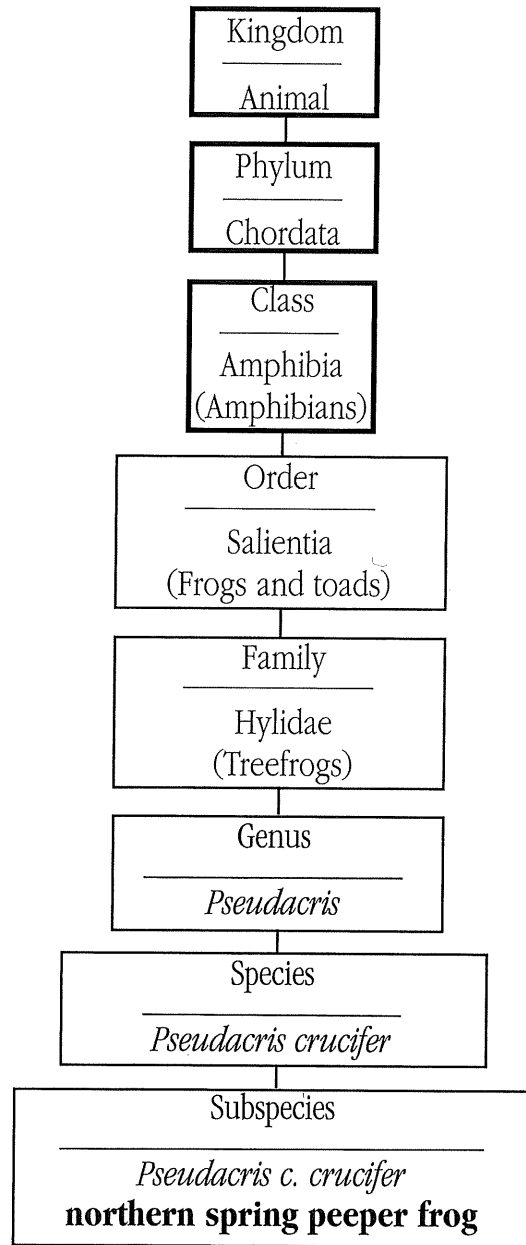 Kingdom
Animal
Phylum
Chordata
Class
Amphibia
(Amphibians)
Order
Salientia
(Frogs and toads)
Family
Hylidae
(Treefrogs)
Genus
Pseudacris
Species
Pseudacris crucifer
Subspecies
Pseudacris c. crucifer
northern spring peeper frog